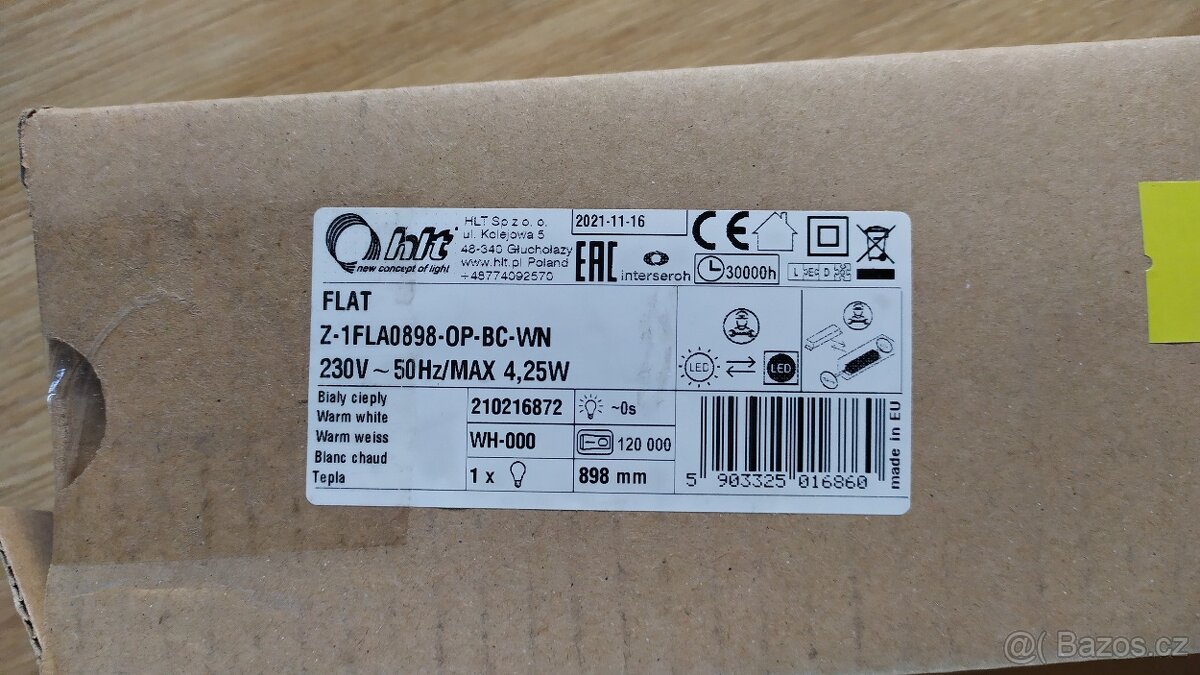 hlt
new concept of light
HLT Sp z o. o.
ul. Kolejowa 5
48-340 Głuchołazy
www.hlt.pl Poland
+48774092570
2021-11-16
EAC
interseroh
CE
30000h
FLAT
Z-1FLA0898-OP-BC-WN
230V ~ 50Hz/MAX 4,25W
LED
LED
Biały ciepły
Warm white
Warm weiss
Blanc chaud
Tepla
210216872
~0s
WH-000
120 000
1 x
898 mm
5 903325 016860
made in EU
@( Bazos.cz